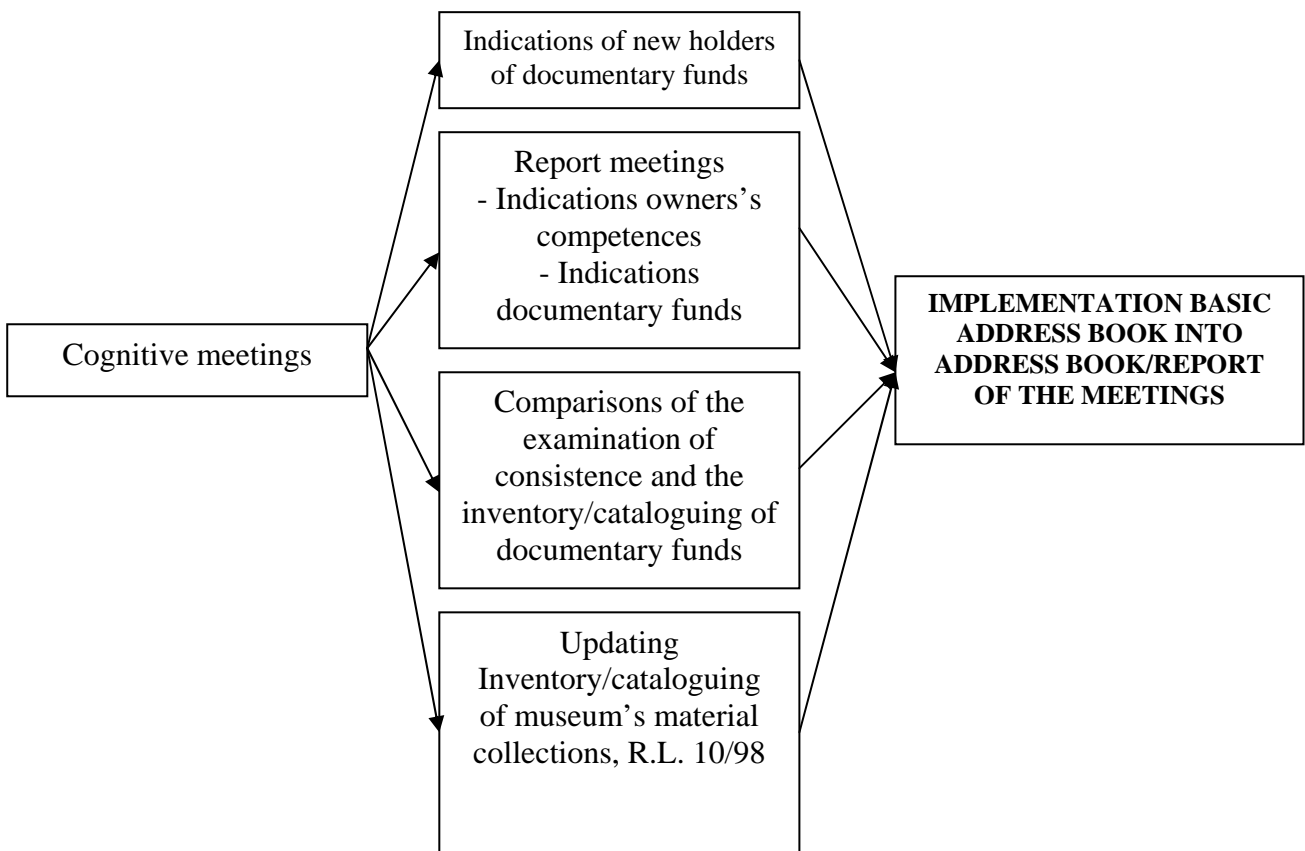 Cognitive meetings
Indications of new holders
of documentary funds
Report meetings
- Indications owners’s
competences
- Indications
documentary funds
Comparisons of the
examination of
consistence and the
inventory/cataloguing of
documentary funds
Updating
Inventory/cataloguing
of museum’s material
collections, R.L. 10/98
IMPLEMENTATION BASIC
ADDRESS BOOK INTO
ADDRESS BOOK/REPORT
OF THE MEETINGS